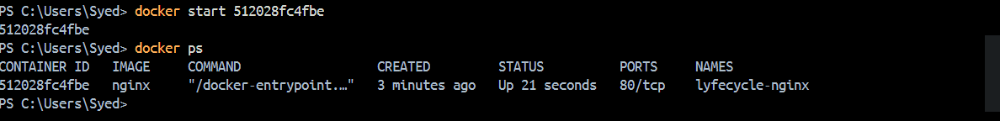 PS C:\Users\Syed> docker start 512028fc4fbe
512028fc4fbe
PS C:\Users\Syed> docker ps
CONTAINER ID   IMAGE     COMMAND                  CREATED         STATUS          PORTS     NAMES
512028fc4fbe   nginx     "/docker-entrypoint.…"   3 minutes ago   Up 21 seconds   80/tcp    lyfecycle-nginx
PS C:\Users\Syed>